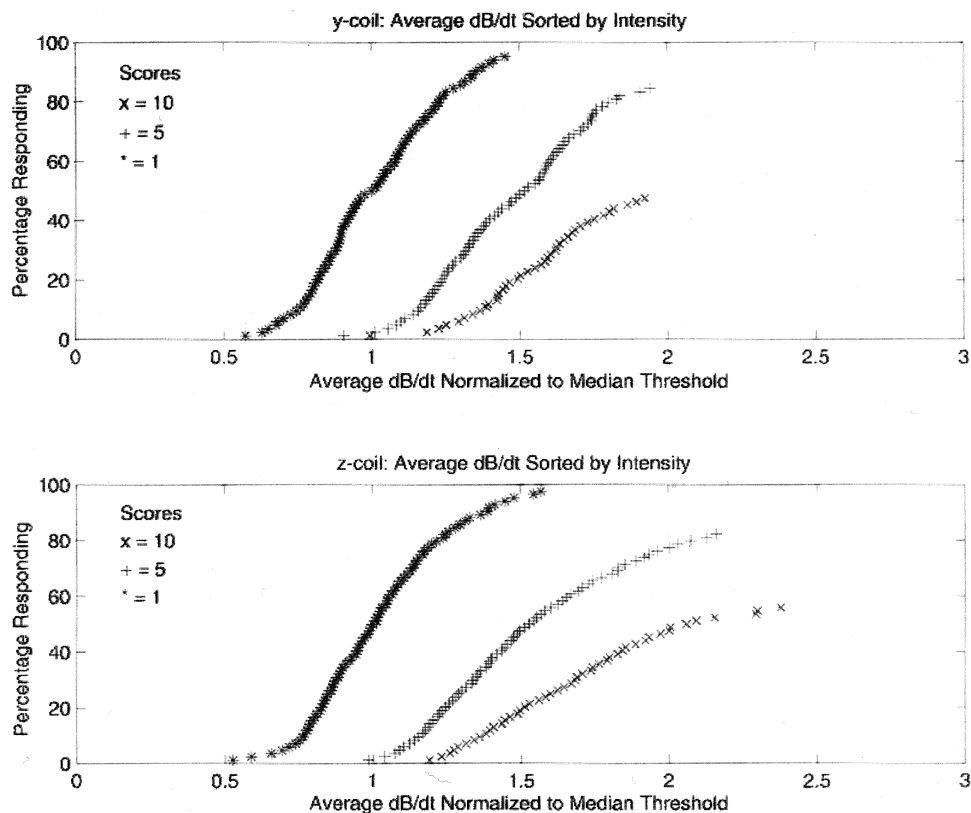 y-coil: Average dB/dt Sorted by Intensity
100
80
60
40
20
0
Percentage Responding
Scores
x = 10
+ = 5
* = 1
0
0.5
1
1.5
2
2.5
3
Average dB/dt Normalized to Median Threshold
z-coil: Average dB/dt Sorted by Intensity
100
80
60
40
20
0
Percentage Responding
Scores
x = 10
+ = 5
* = 1
0
0.5
1
1.5
2
2.5
3
Average dB/dt Normalized to Median Threshold